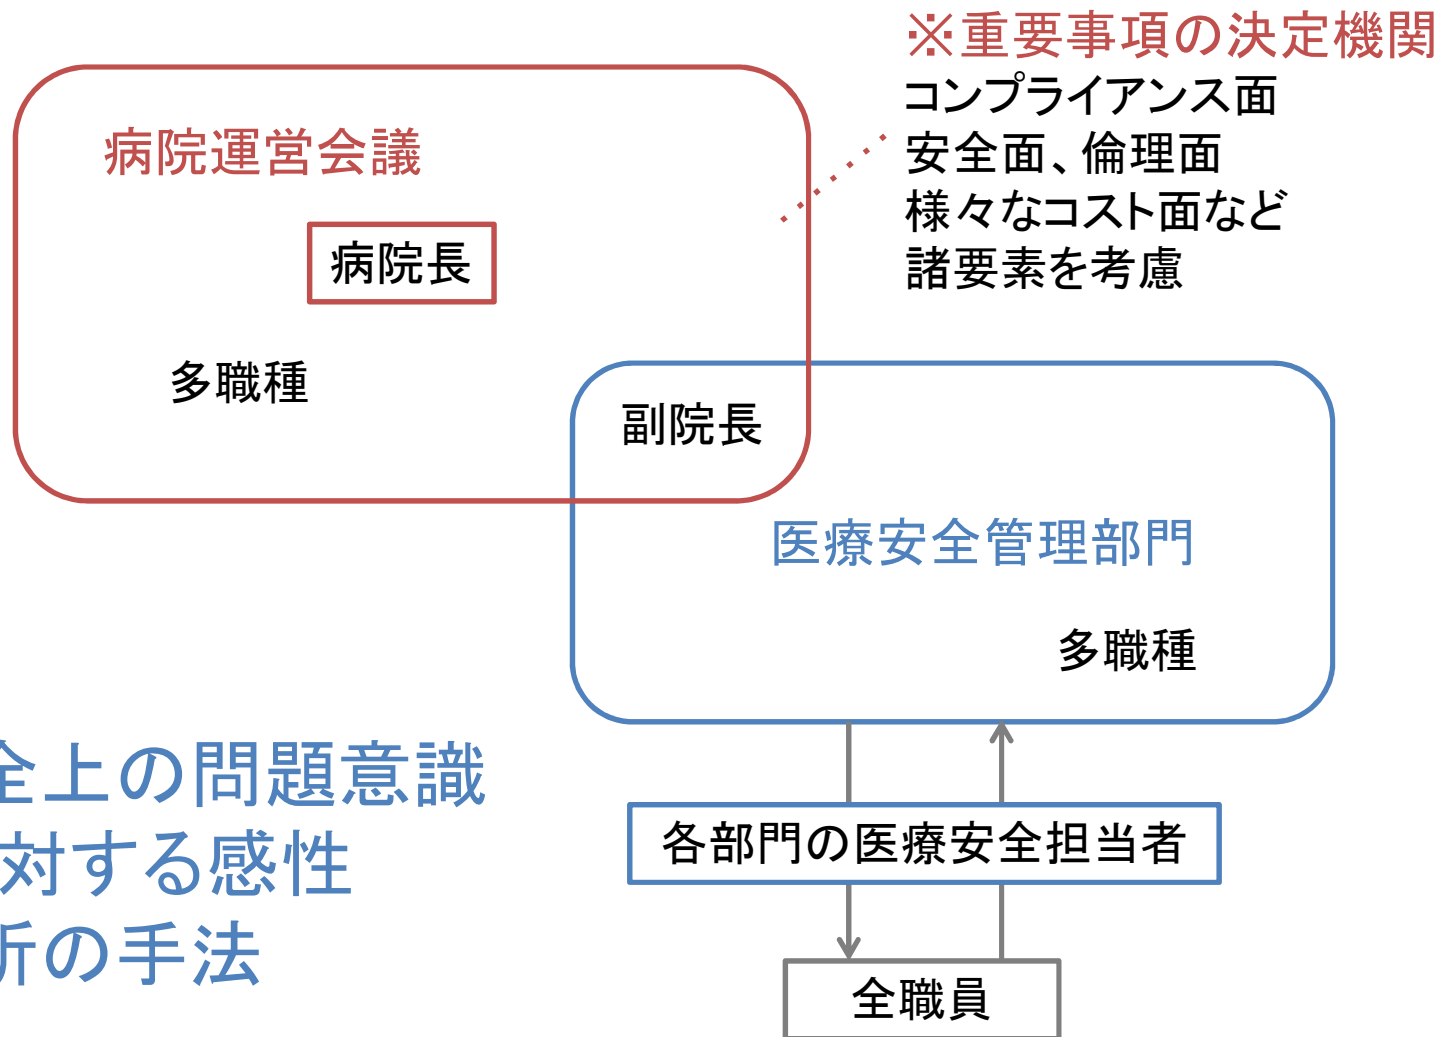 ※重要事項の決定機関
コンプライアンス面
安全面、倫理面
様々なコスト面など
諸要素を考慮
病院運営会議
病院長
多職種
副院長
医療安全管理部門
多職種
全上の問題意識
対する感性
析の手法
各部門の医療安全担当者
全職員